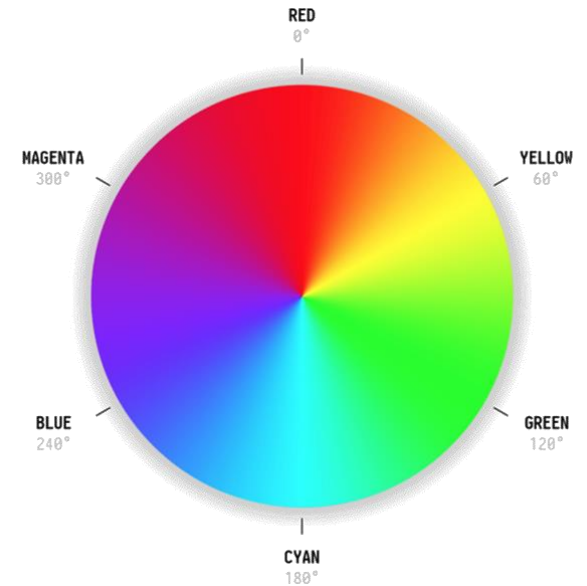 RED
0°
MAGENTA
300°
YELLOW
60°
BLUE
240°
GREEN
120°
CYAN
180°